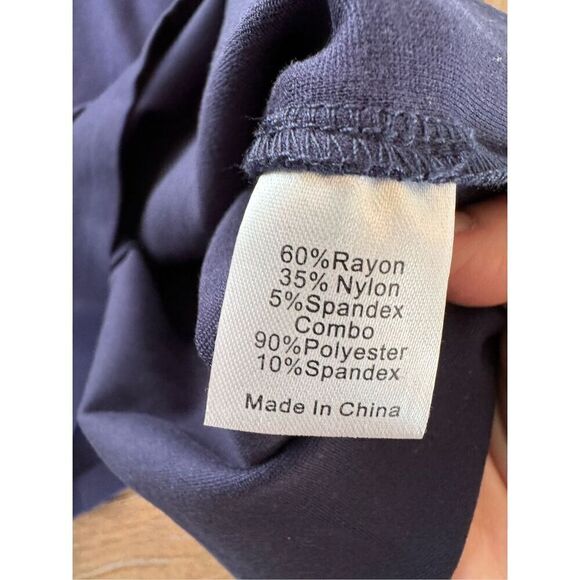 60%Rayon
35% Nylon
5%Spandex
Combo
90%Polyester
10%Spandex
Made In China